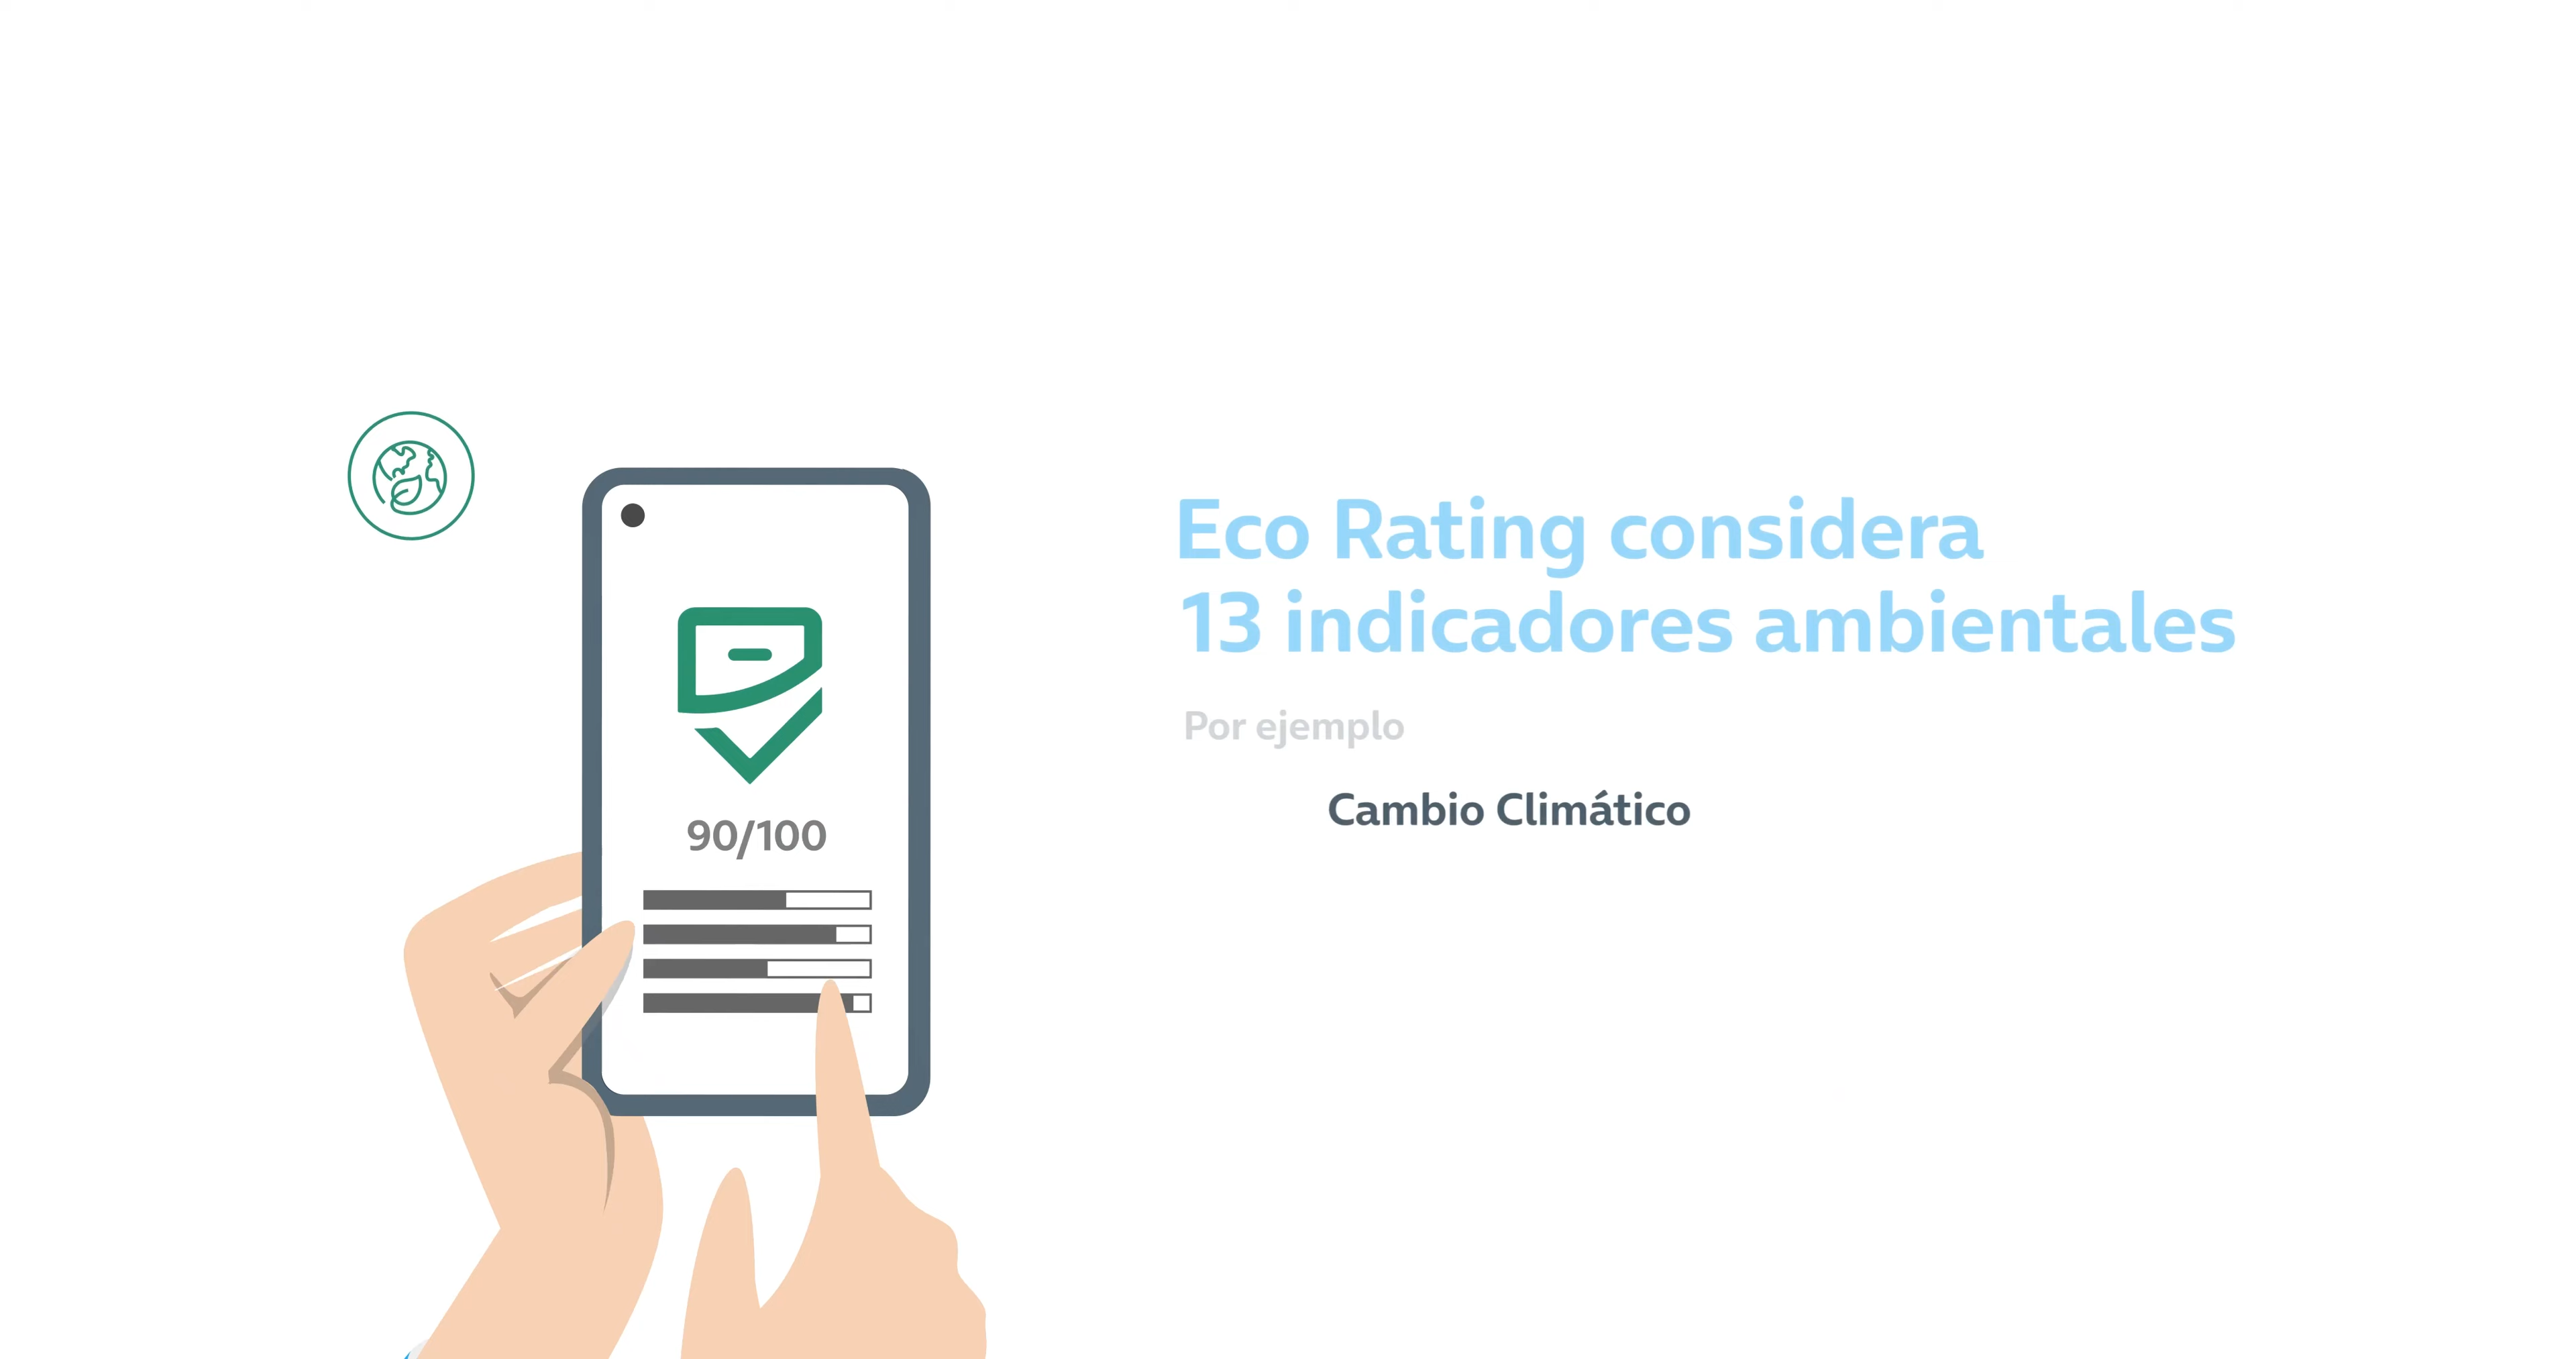 Eco Rating considera
13 indicadores ambientales
Por ejemplo
Cambio Climático
90/100